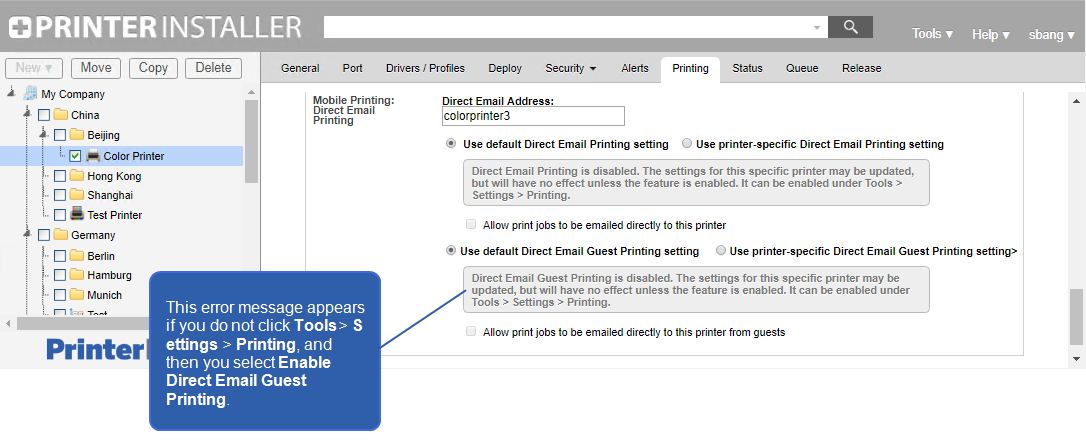 PRINTER INSTALLER
Tools ▾ Help ▾ sbang ▾
New ▾ Move Copy Delete
General Port Drivers / Profiles Deploy Security ▾ Alerts Printing Status Queue Release
My Company
China
Beijing
Color Printer
Hong Kong
Shanghai
Test Printer
Germany
Berlin
Hamburg
Munich
Test
Printer
Mobile Printing:
Direct Email
Printing
Direct Email Address:
colorprinter3
Use default Direct Email Printing setting Use printer-specific Direct Email Printing setting
Direct Email Printing is disabled. The settings for this specific printer may be updated,
but will have no effect unless the feature is enabled. It can be enabled under Tools >
Settings > Printing.
Allow print jobs to be emailed directly to this printer
Use default Direct Email Guest Printing setting Use printer-specific Direct Email Guest Printing setting>
Direct Email Guest Printing is disabled. The settings for this specific printer may be
updated, but will have no effect unless the feature is enabled. It can be enabled under
Tools > Settings > Printing.
Allow print jobs to be emailed directly to this printer from guests
This error message appears
if you do not click Tools> S
ettings > Printing, and
then you select Enable
Direct Email Guest
Printing.